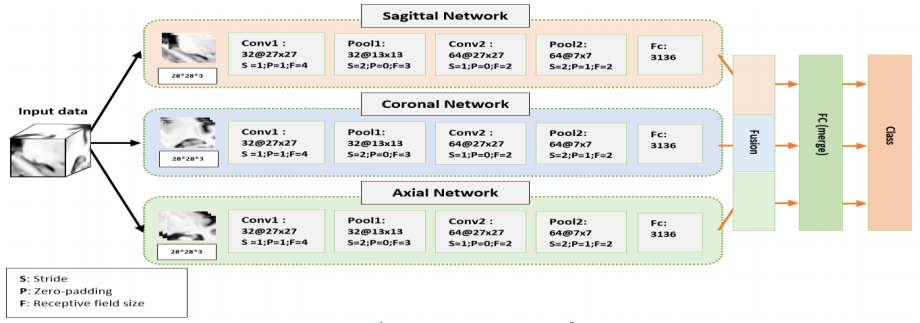 Sagittal Network
Conv1 :
32@27x27
S =1;P=1;F=4
Pool1:
32@13x13
S=2;P=0;F=3
Conv2 :
64@27x27
S=1;P=0;F=2
Pool2:
64@7x7
S=2;P=1;F=2
Fc:
3136
28*28*3
Input data
Coronal Network
Conv1 :
32@27x27
S =1;P=1;F=4
Pool1:
32@13x13
S=2;P=0;F=3
Conv2 :
64@27x27
S=1;P=0;F=2
Pool2:
64@7x7
S=2;P=1;F=2
Fc:
3136
28*28*3
Axial Network
Conv1 :
32@27x27
S =1;P=1;F=4
Pool1:
32@13x13
S=2;P=0;F=3
Conv2 :
64@27x27
S=1;P=0;F=2
Pool2:
64@7x7
S=2;P=1;F=2
Fc:
3136
28*28*3
Fusion
FC (merge)
Class
S: Stride
P: Zero-padding
F: Receptive field size